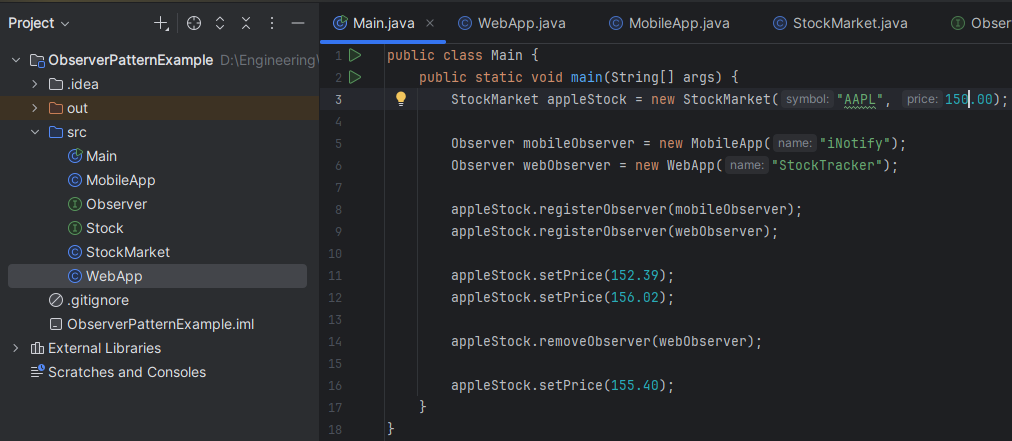 Project
Main.java
WebApp.java
MobileApp.java
StockMarket.java
Obser
ObserverPatternExample D:\Engineering\
.idea
out
src
Main
MobileApp
Observer
Stock
StockMarket
WebApp
.gitignore
ObserverPatternExample.iml
External Libraries
Scratches and Consoles
1 public class Main {
2 public static void main(String[] args) {
3 StockMarket appleStock = new StockMarket( symbol: "AAPL", price: 150.00);
4
5 Observer mobileObserver = new MobileApp( name: "iNotify");
6 Observer webObserver = new WebApp( name: "StockTracker");
7
8 appleStock.registerObserver(mobileObserver);
9 appleStock.registerObserver(webObserver);
10
11 appleStock.setPrice(152.39);
12 appleStock.setPrice(156.02);
13
14 appleStock.removeObserver(webObserver);
15
16 appleStock.setPrice(155.40);
17 }
18 }